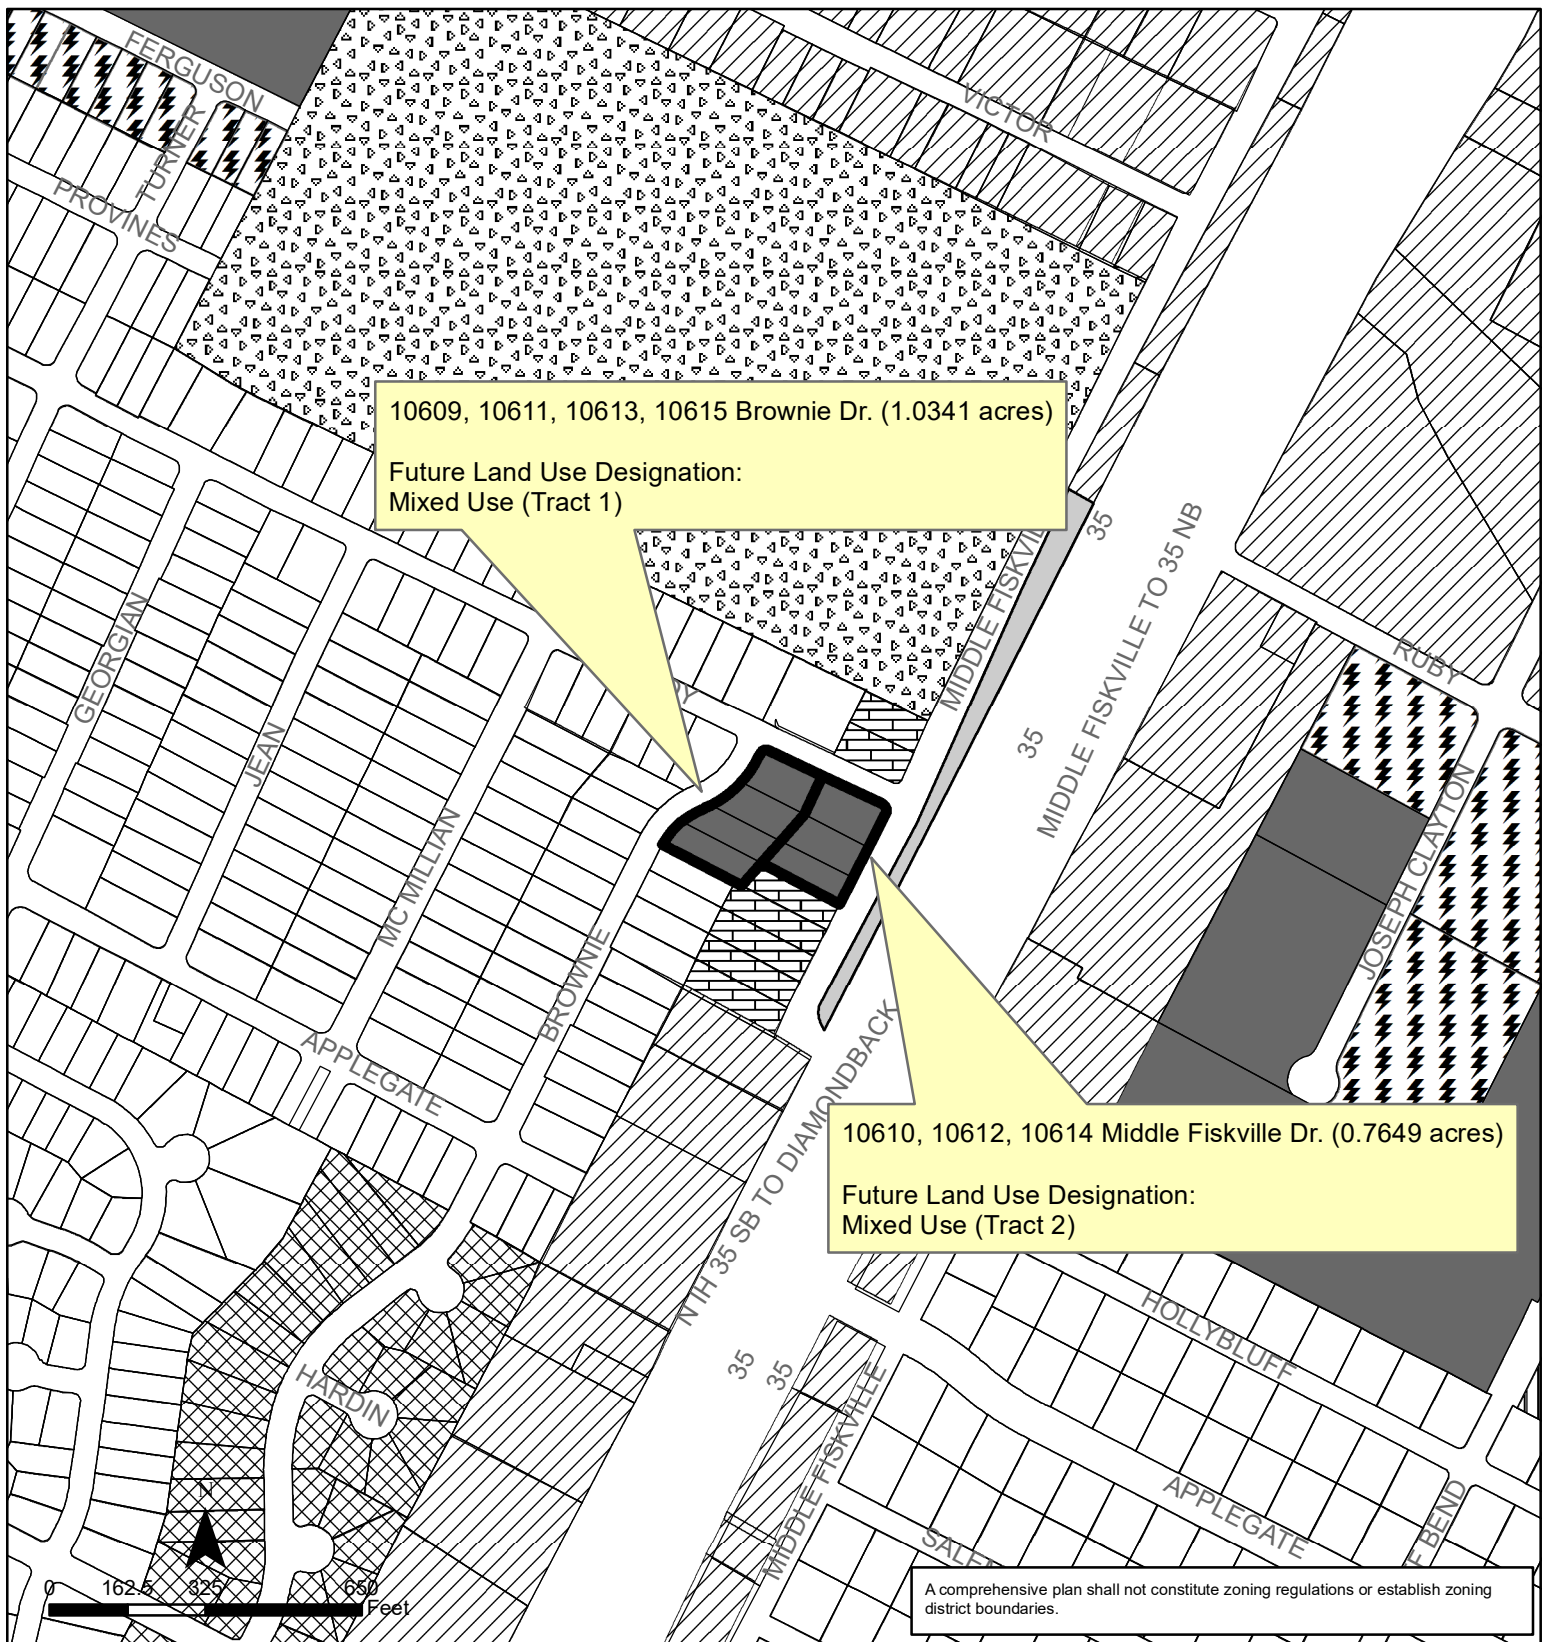 FERGUSON
TURNER
PROVINES
VICTOR
10609, 10611, 10613, 10615 Brownie Dr. (1.0341 acres)
Future Land Use Designation:
Mixed Use (Tract 1)
MIDDLE FISKVIL
35
MIDDLE FISKVILLE TO 35 NB
35
RUBY
GEORGIAN
JEAN
MC MILLIAN
BROWNIE
JOSEPH CLAYTON
APPLEGATE
N IH 35 SB TO DIAMONDBACK
10610, 10612, 10614 Middle Fiskville Dr. (0.7649 acres)
Future Land Use Designation:
Mixed Use (Tract 2)
HOLLYBLUFF
HARDIN
35
35
MIDDLE FISKVILLE
APPLEGATE
BEND
N
0 162.5 325 650
Feet
A comprehensive plan shall not constitute zoning regulations or establish zoning
district boundaries.